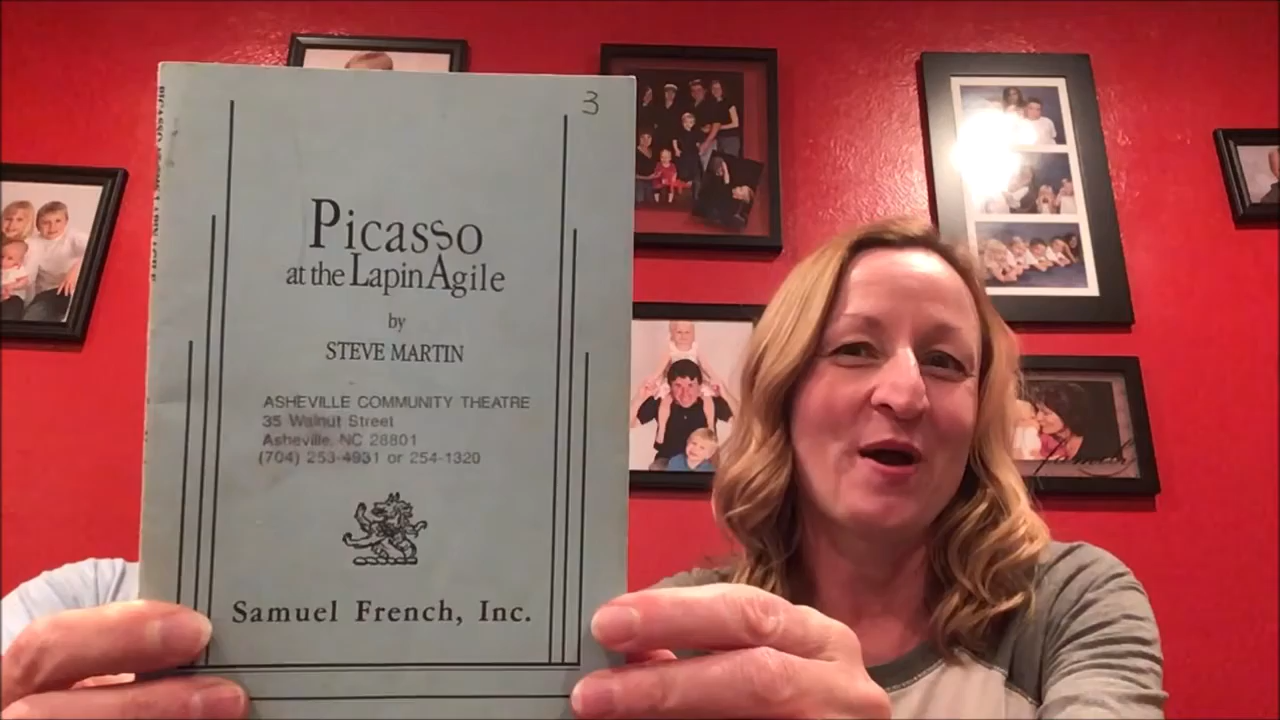 3
Picasso
at the Lapin Agile
by
STEVE MARTIN
ASHEVILLE COMMUNITY THEATRE
35 Walnut Street
Asheville, NC 28801
(704) 253-4931 or 254-1320
Samuel French, Inc.